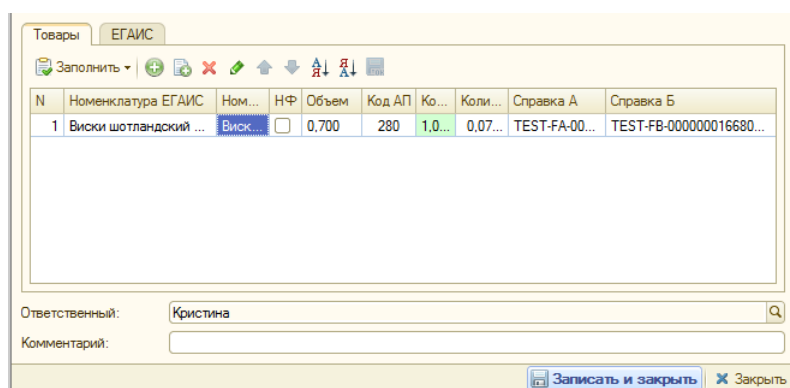 Товары ЕГАИС
Заполнить
N Номенклатура ЕГАИС Ном... НФ Объем Код АП Ко... Коли... Справка А Справка Б
1 Виски шотландский ... Виск... 0,700 280 1,0... 0,07... TEST-FA-00... TEST-FB-000000016680...
Ответственный: Кристина
Комментарий:
Записать и закрыть Закрыть